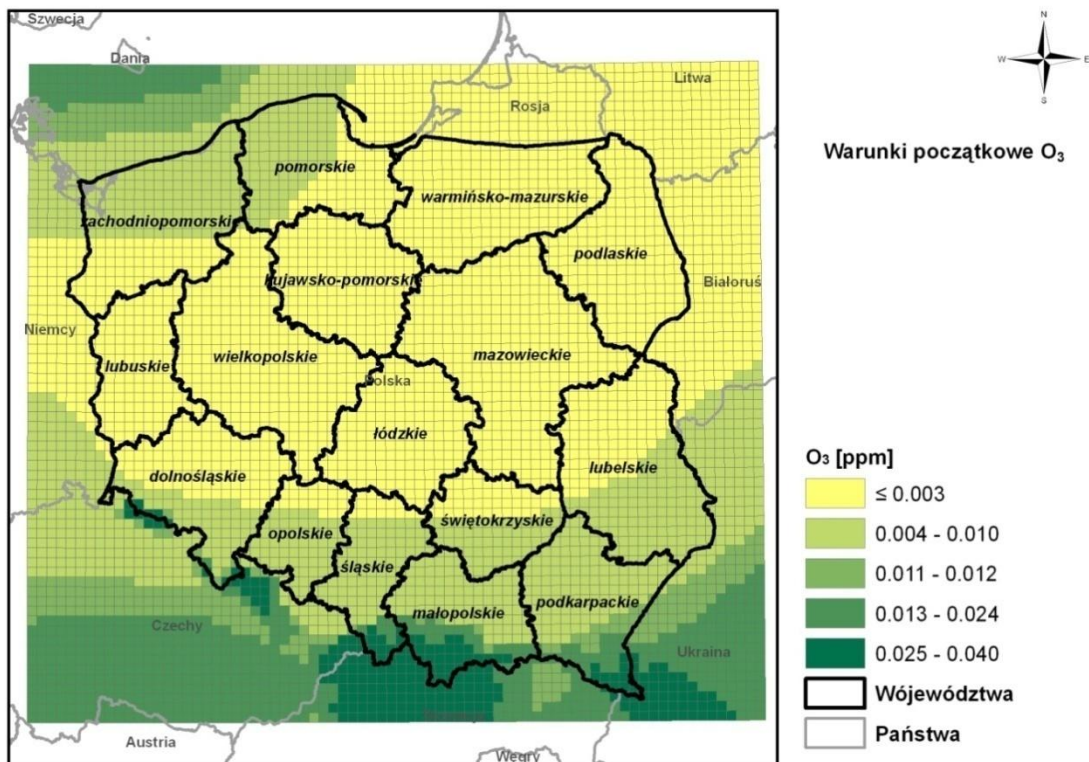 Szwecja
Dania
Litwa
Rosja
pomorskie
warmińsko-mazurskie
zachodniopomorskie
podlaskie
kujawsko-pomorskie
Białoruś
Niemcy
wielkopolskie
mazowieckie
lubuskie
Polska
łódzkie
dolnośląskie
lubelskie
opolskie
świętokrzyskie
śląskie
małopolskie
podkarpackie
Czechy
Ukraina
Austria
Węgry
N
W E
S
Warunki początkowe O₃
O₃ [ppm]
≤ 0.003
0.004 - 0.010
0.011 - 0.012
0.013 - 0.024
0.025 - 0.040
Wójewództwa
Państwa